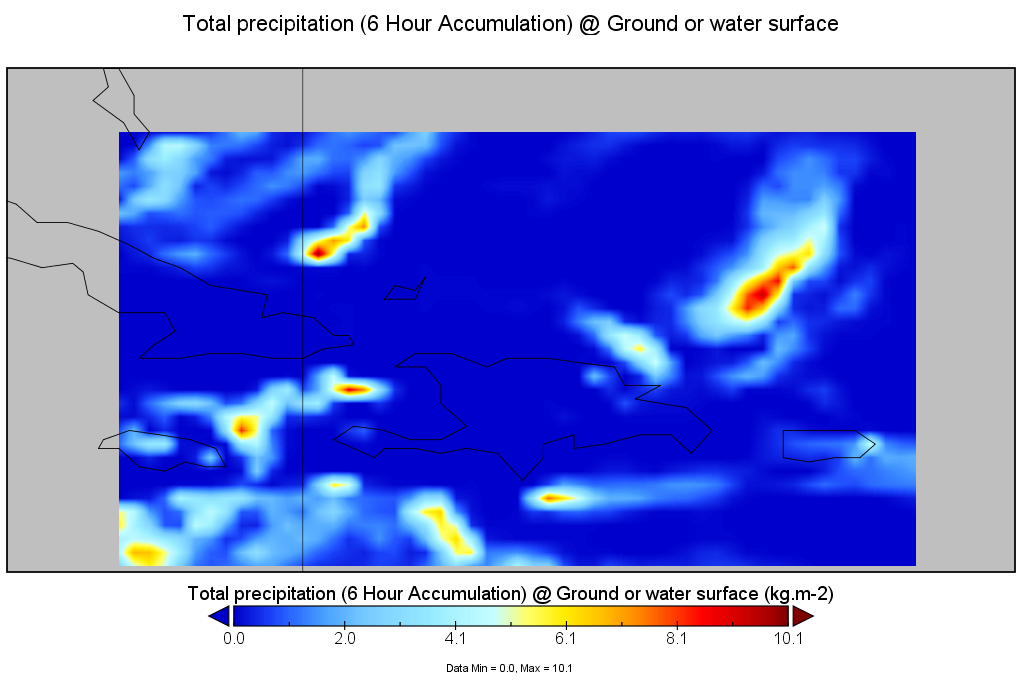 Total precipitation (6 Hour Accumulation) @ Ground or water surface
Total precipitation (6 Hour Accumulation) @ Ground or water surface (kg.m-2)
0.0 2.0 4.1 6.1 8.1 10.1
Data Min = 0.0, Max = 10.1